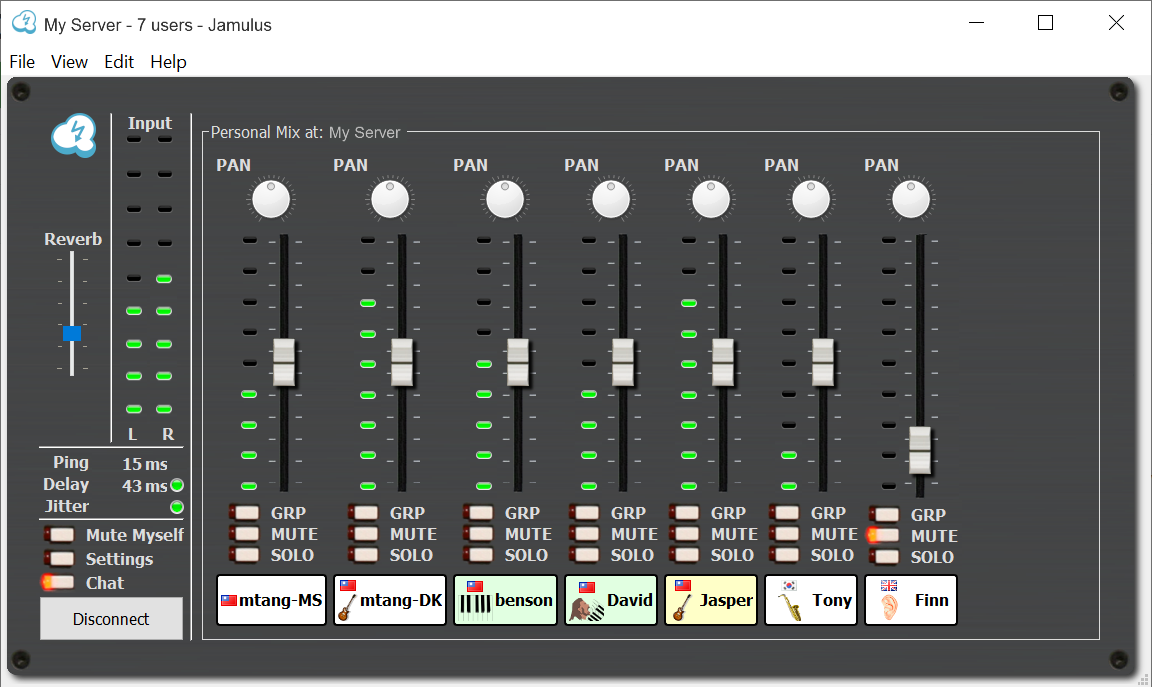 My Server - 7 users - Jamulus
File View Edit Help
Input
Personal Mix at: My Server
PAN PAN PAN PAN PAN PAN PAN
Reverb
L R
Ping 15 ms
Delay 43 ms
Jitter
GRP GRP GRP GRP GRP GRP GRP
Mute Myself MUTE MUTE MUTE MUTE MUTE MUTE MUTE
Settings SOLO SOLO SOLO SOLO SOLO SOLO SOLO
Chat
mtang-MS mtang-DK benson David Jasper Tony Finn
Disconnect